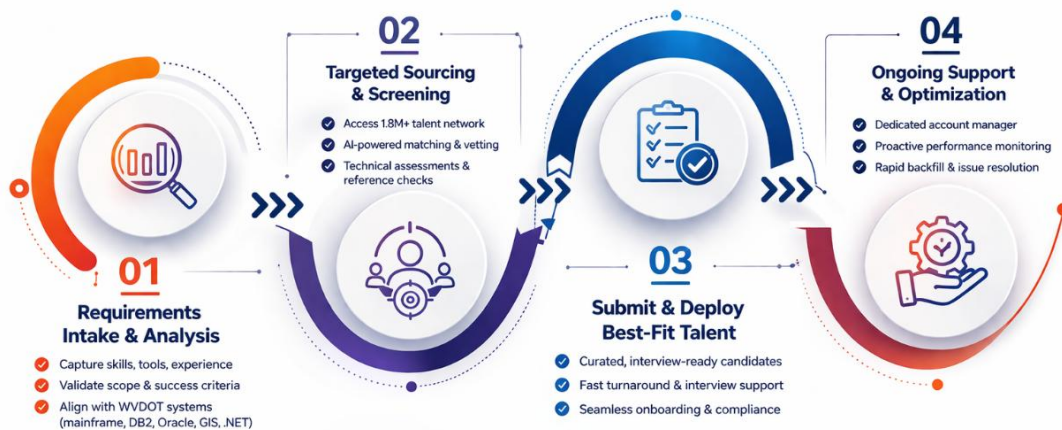 01
Requirements
Intake & Analysis
Capture skills, tools, experience
Validate scope & success criteria
Align with WVDOT systems
(mainframe, DB2, Oracle, GIS, .NET)
02
Targeted Sourcing
& Screening
Access 1.8M+ talent network
AI-powered matching & vetting
Technical assessments &
reference checks
03
Submit & Deploy
Best-Fit Talent
Curated, interview-ready candidates
Fast turnaround & interview support
Seamless onboarding & compliance
04
Ongoing Support
& Optimization
Dedicated account manager
Proactive performance monitoring
Rapid backfill & issue resolution